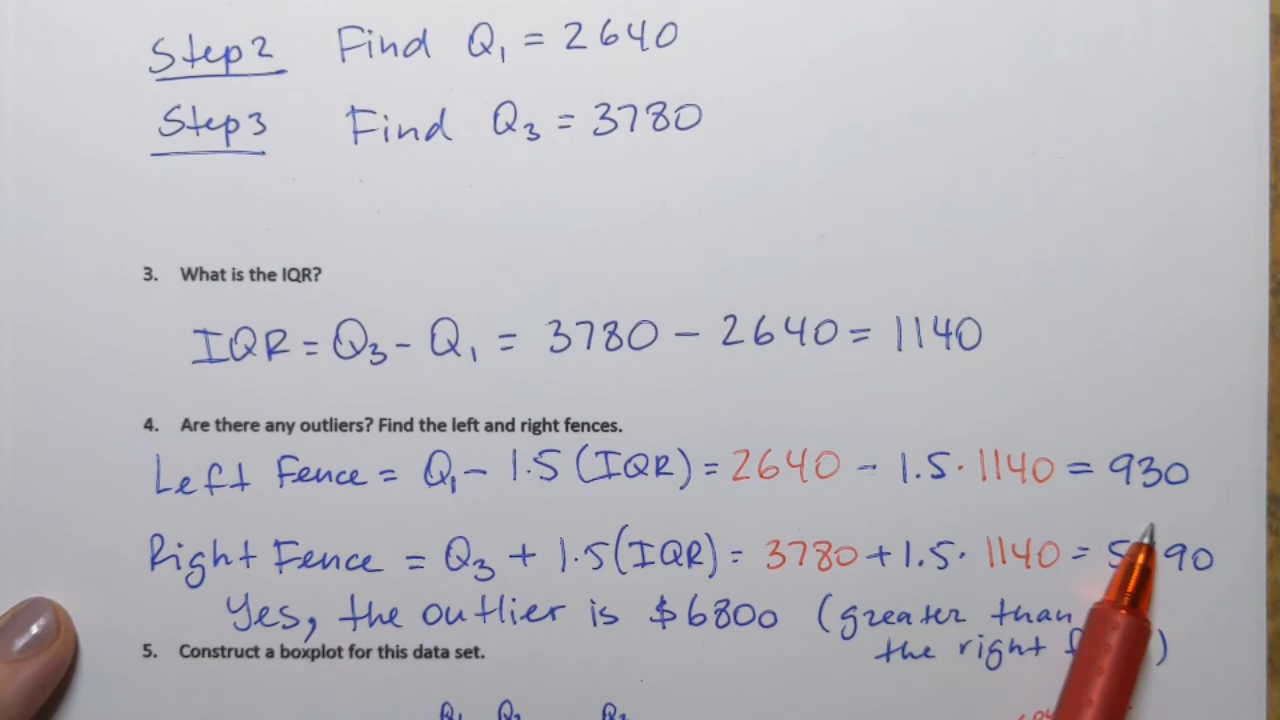 Step 2 Find Q₁ = 2640
Step 3 Find Q₃ = 3780
3. What is the IQR?
IQR = Q₃ - Q₁ = 3780 - 2640 = 1140
4. Are there any outliers? Find the left and right fences.
Left Fence = Q₁ - 1.5 (IQR) = 2640 - 1.5 · 1140 = 930
Right Fence = Q₃ + 1.5 (IQR) = 3780 + 1.5 · 1140 =
Yes, the outlier is $6800 (greater than
the right )
5. Construct a boxplot for this data set.
Q₁ Q₂ Q₃